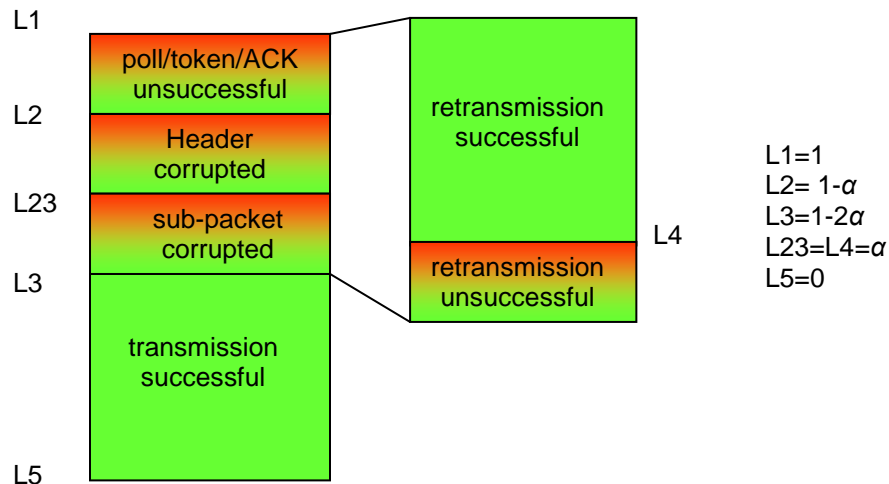 L1
poll/token/ACK
unsuccessful
L2
Header
corrupted
L23
sub-packet
corrupted
L3
transmission
successful
L5
retransmission
successful
L4
retransmission
unsuccessful
L1=1
L2= 1-α
L3=1-2α
L23=L4=α
L5=0